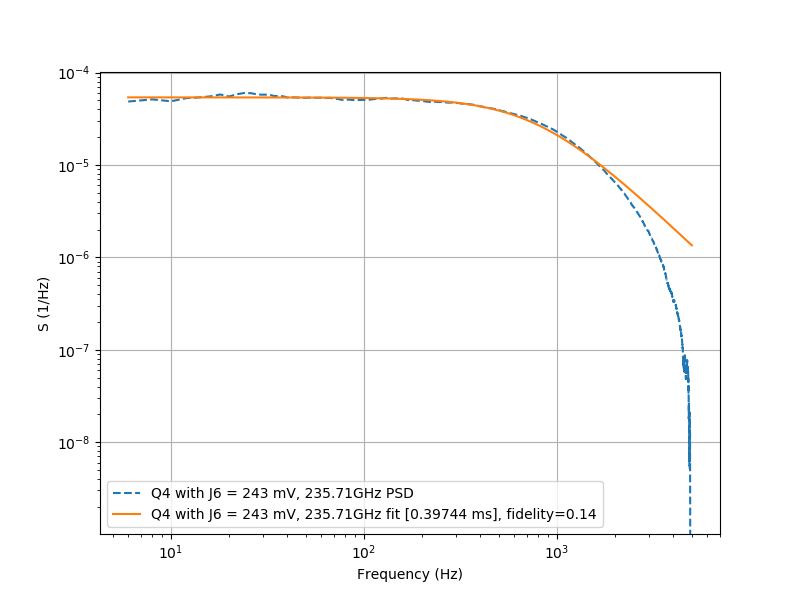 10⁻⁴
10⁻⁵
10⁻⁶
10⁻⁷
10⁻⁸
S (1/Hz)
Q4 with J6 = 243 mV, 235.71GHz PSD
Q4 with J6 = 243 mV, 235.71GHz fit [0.39744 ms], fidelity=0.14
10¹ 10² 10³
Frequency (Hz)